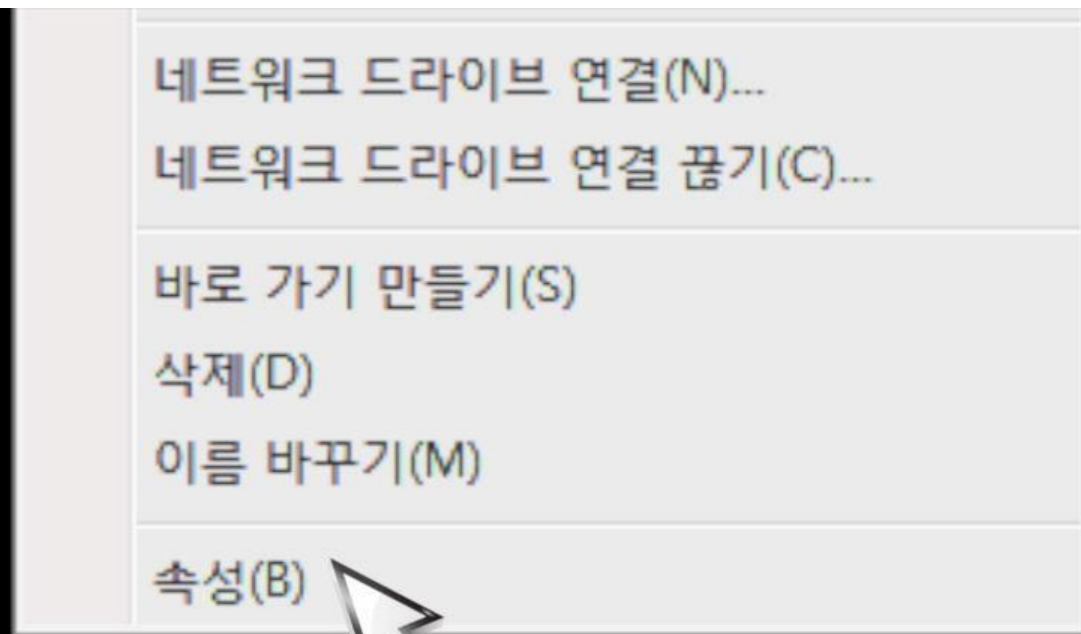 네트워크 드라이브 연결(N)...
네트워크 드라이브 연결 끊기(C)...
바로 가기 만들기(S)
삭제(D)
이름 바꾸기(M)
속성(B)